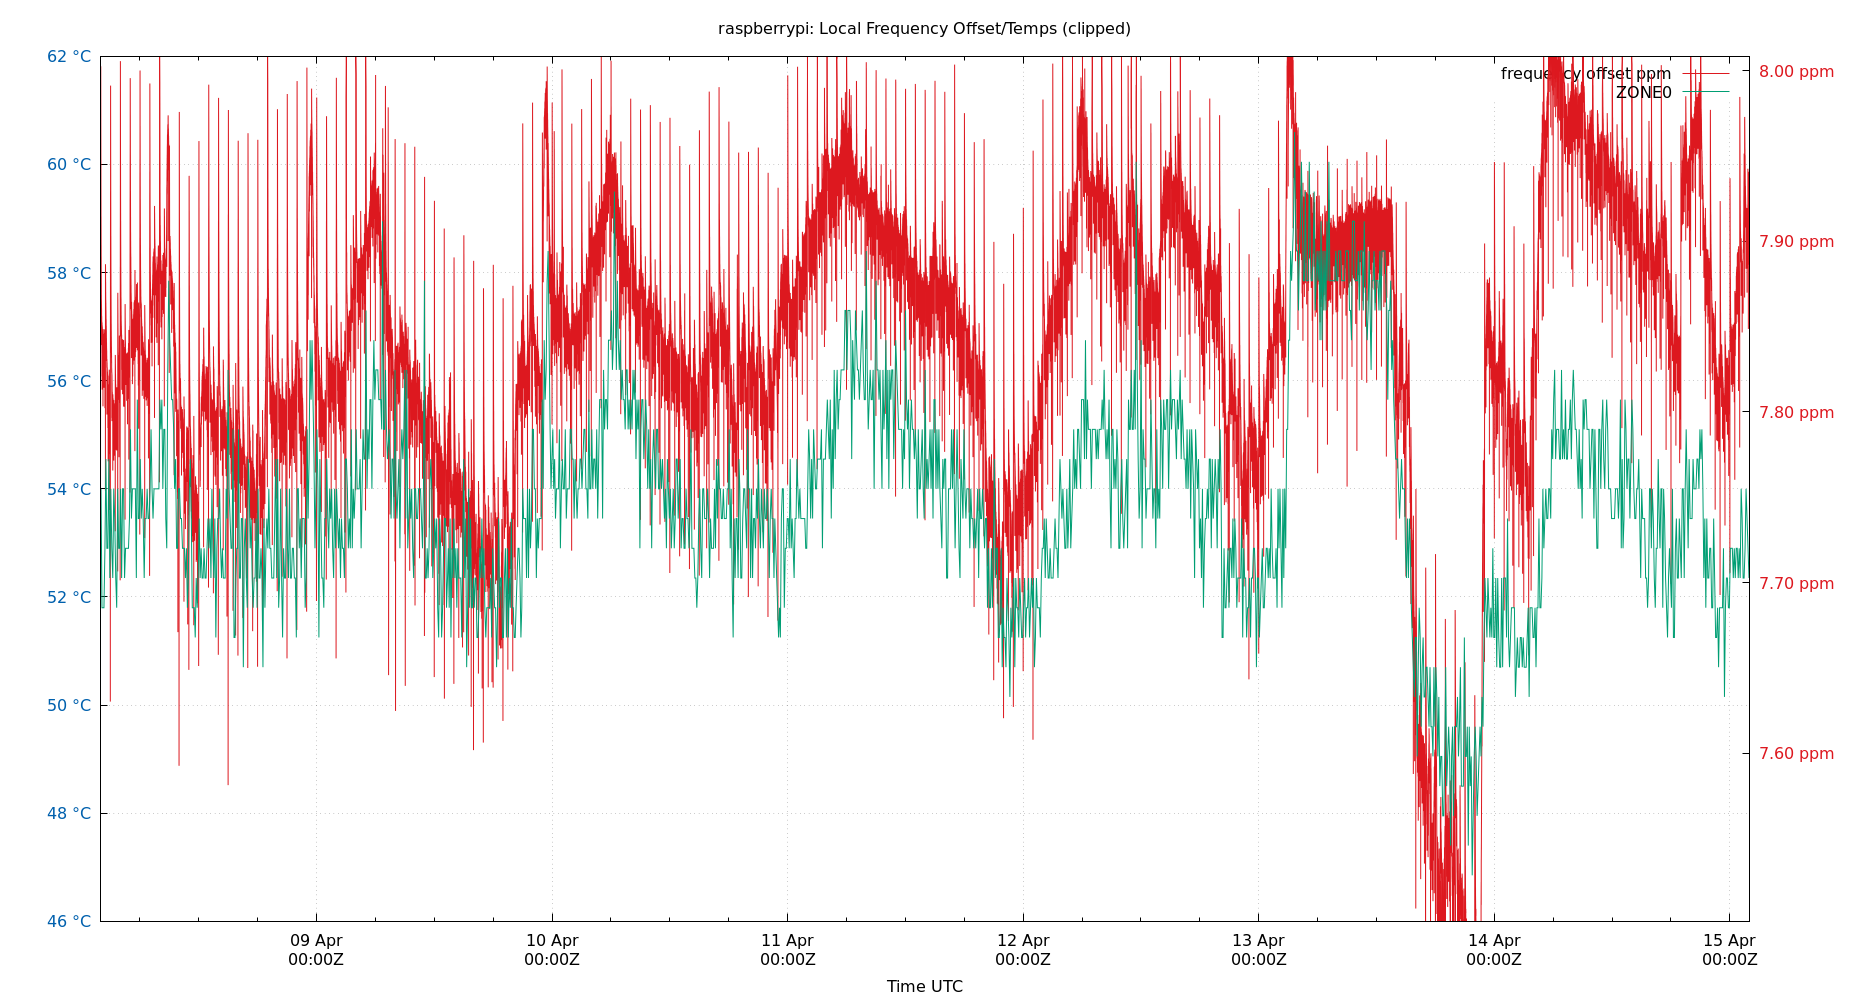 raspberrypi: Local Frequency Offset/Temps (clipped)
62 °C
60 °C
58 °C
56 °C
54 °C
52 °C
50 °C
48 °C
46 °C
frequency offset ppm
ZONE0
8.00 ppm
7.90 ppm
7.80 ppm
7.70 ppm
7.60 ppm
09 Apr
00:00Z
10 Apr
00:00Z
11 Apr
00:00Z
12 Apr
00:00Z
13 Apr
00:00Z
14 Apr
00:00Z
15 Apr
00:00Z
Time UTC